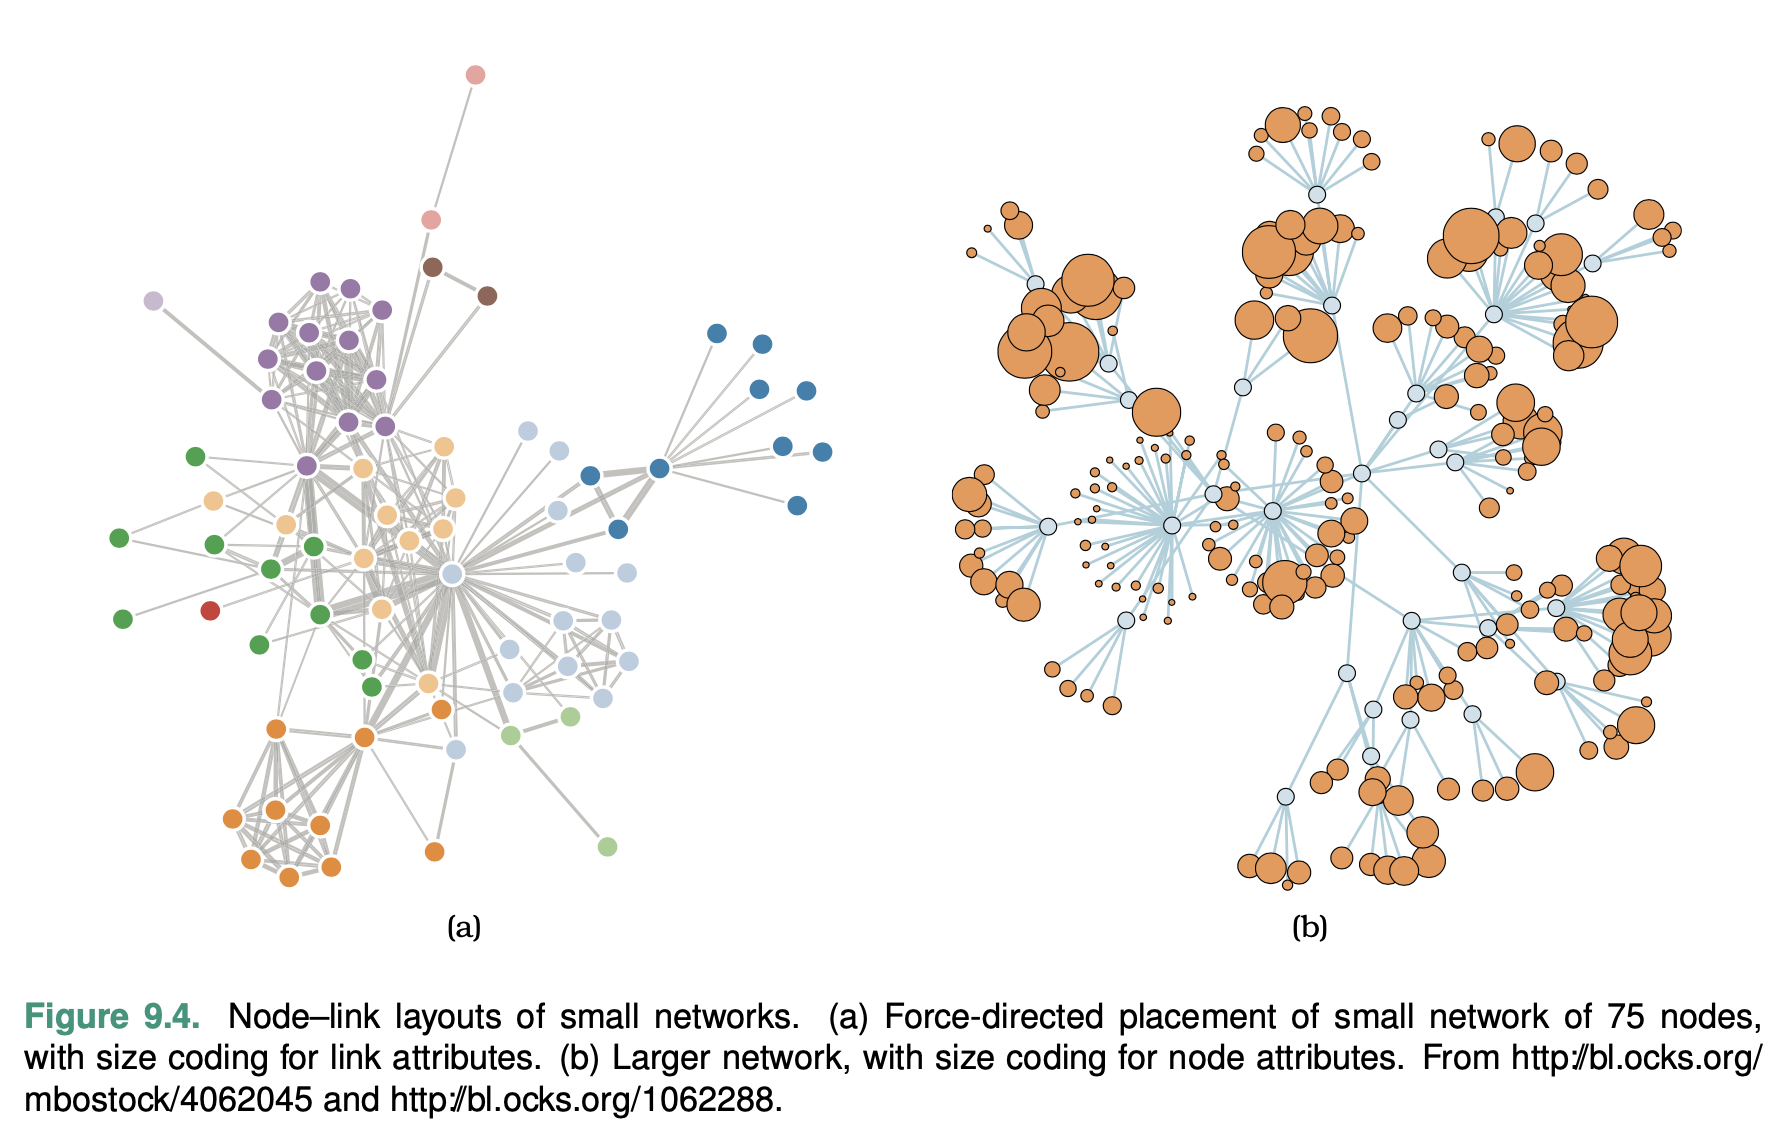 (a) (b)
Figure 9.4. Node–link layouts of small networks. (a) Force-directed placement of small network of 75 nodes,
with size coding for link attributes. (b) Larger network, with size coding for node attributes. From http://bl.ocks.org/
mbostock/4062045 and http://bl.ocks.org/1062288.